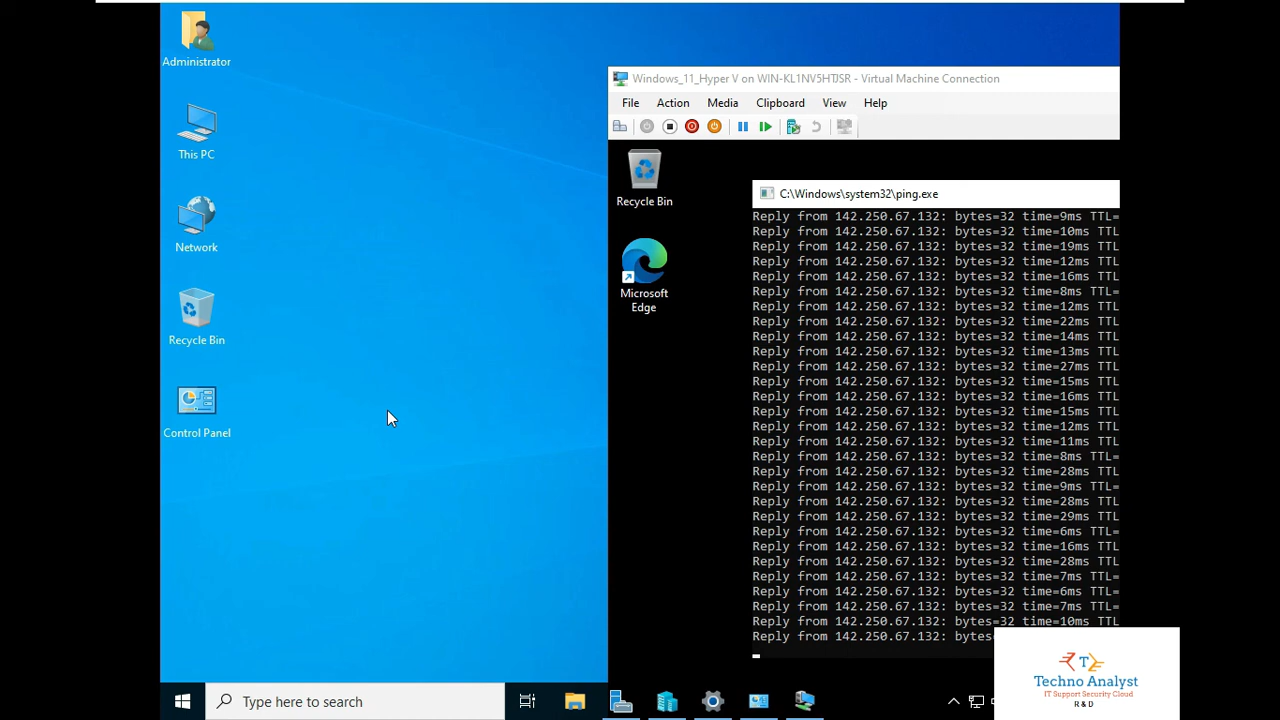 Administrator
This PC
Network
Recycle Bin
Control Panel
Windows_11_Hyper V on WIN-KL1NV5HTJSR - Virtual Machine Connection
File Action Media Clipboard View Help
Recycle Bin
Microsoft
Edge
C:\Windows\system32\ping.exe
Reply from 142.250.67.132: bytes=32 time=9ms TTL=
Reply from 142.250.67.132: bytes=32 time=10ms TTL
Reply from 142.250.67.132: bytes=32 time=19ms TTL
Reply from 142.250.67.132: bytes=32 time=12ms TTL
Reply from 142.250.67.132: bytes=32 time=16ms TTL
Reply from 142.250.67.132: bytes=32 time=8ms TTL=
Reply from 142.250.67.132: bytes=32 time=12ms TTL
Reply from 142.250.67.132: bytes=32 time=22ms TTL
Reply from 142.250.67.132: bytes=32 time=14ms TTL
Reply from 142.250.67.132: bytes=32 time=13ms TTL
Reply from 142.250.67.132: bytes=32 time=27ms TTL
Reply from 142.250.67.132: bytes=32 time=15ms TTL
Reply from 142.250.67.132: bytes=32 time=16ms TTL
Reply from 142.250.67.132: bytes=32 time=15ms TTL
Reply from 142.250.67.132: bytes=32 time=12ms TTL
Reply from 142.250.67.132: bytes=32 time=11ms TTL
Reply from 142.250.67.132: bytes=32 time=8ms TTL=
Reply from 142.250.67.132: bytes=32 time=28ms TTL
Reply from 142.250.67.132: bytes=32 time=9ms TTL=
Reply from 142.250.67.132: bytes=32 time=28ms TTL
Reply from 142.250.67.132: bytes=32 time=29ms TTL
Reply from 142.250.67.132: bytes=32 time=6ms TTL=
Reply from 142.250.67.132: bytes=32 time=16ms TTL
Reply from 142.250.67.132: bytes=32 time=28ms TTL
Reply from 142.250.67.132: bytes=32 time=7ms TTL=
Reply from 142.250.67.132: bytes=32 time=6ms TTL=
Reply from 142.250.67.132: bytes=32 time=7ms TTL=
Reply from 142.250.67.132: bytes=32 time=10ms TTL
Reply from 142.250.67.132: bytes=
Type here to search
T
Techno Analyst
IT Support Security Cloud
R & D